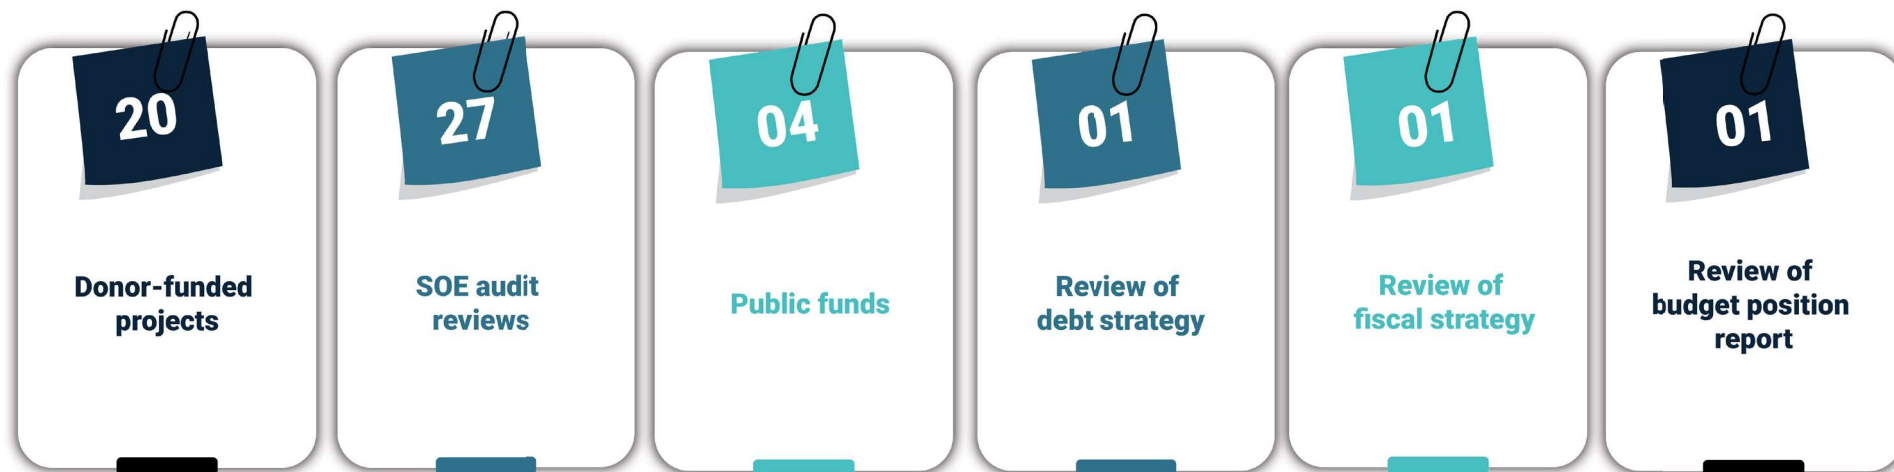 20
Donor-funded
projects
27
SOE audit
reviews
04
Public funds
01
Review of
debt strategy
01
Review of
fiscal strategy
01
Review of
budget position
report